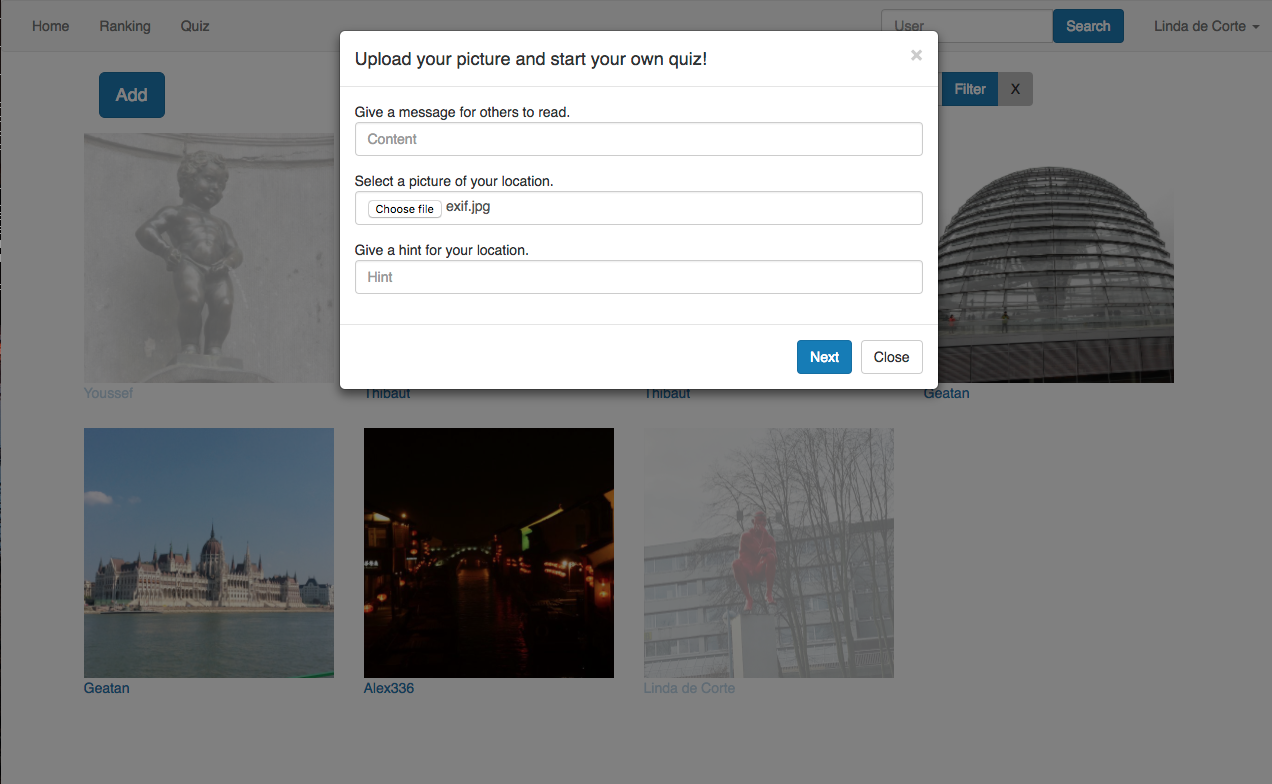 Home Ranking Quiz User Search Linda de Corte
Upload your picture and start your own quiz! ×
Add Filter X
Give a message for others to read.
Content
Select a picture of your location.
Choose file exif.jpg
Give a hint for your location.
Hint
Next Close
Youssef Thibaut Thibaut Geatan
Geatan Alex336 Linda de Corte